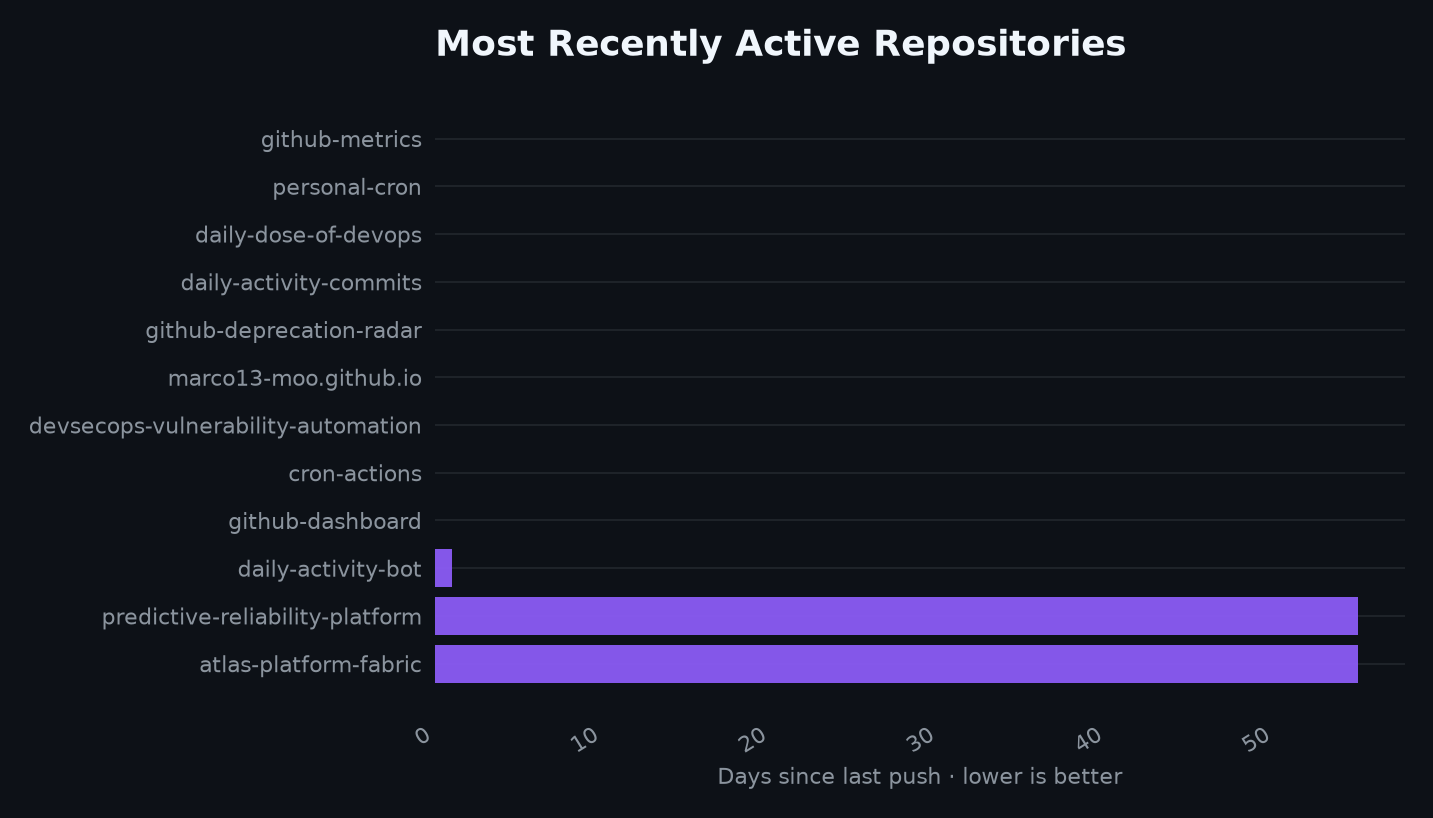 Most Recently Active Repositories
github-metrics
personal-cron
daily-dose-of-devops
daily-activity-commits
github-deprecation-radar
marco13-moo.github.io
devsecops-vulnerability-automation
cron-actions
github-dashboard
daily-activity-bot
predictive-reliability-platform
atlas-platform-fabric
0 10 20 30 40 50
Days since last push · lower is better